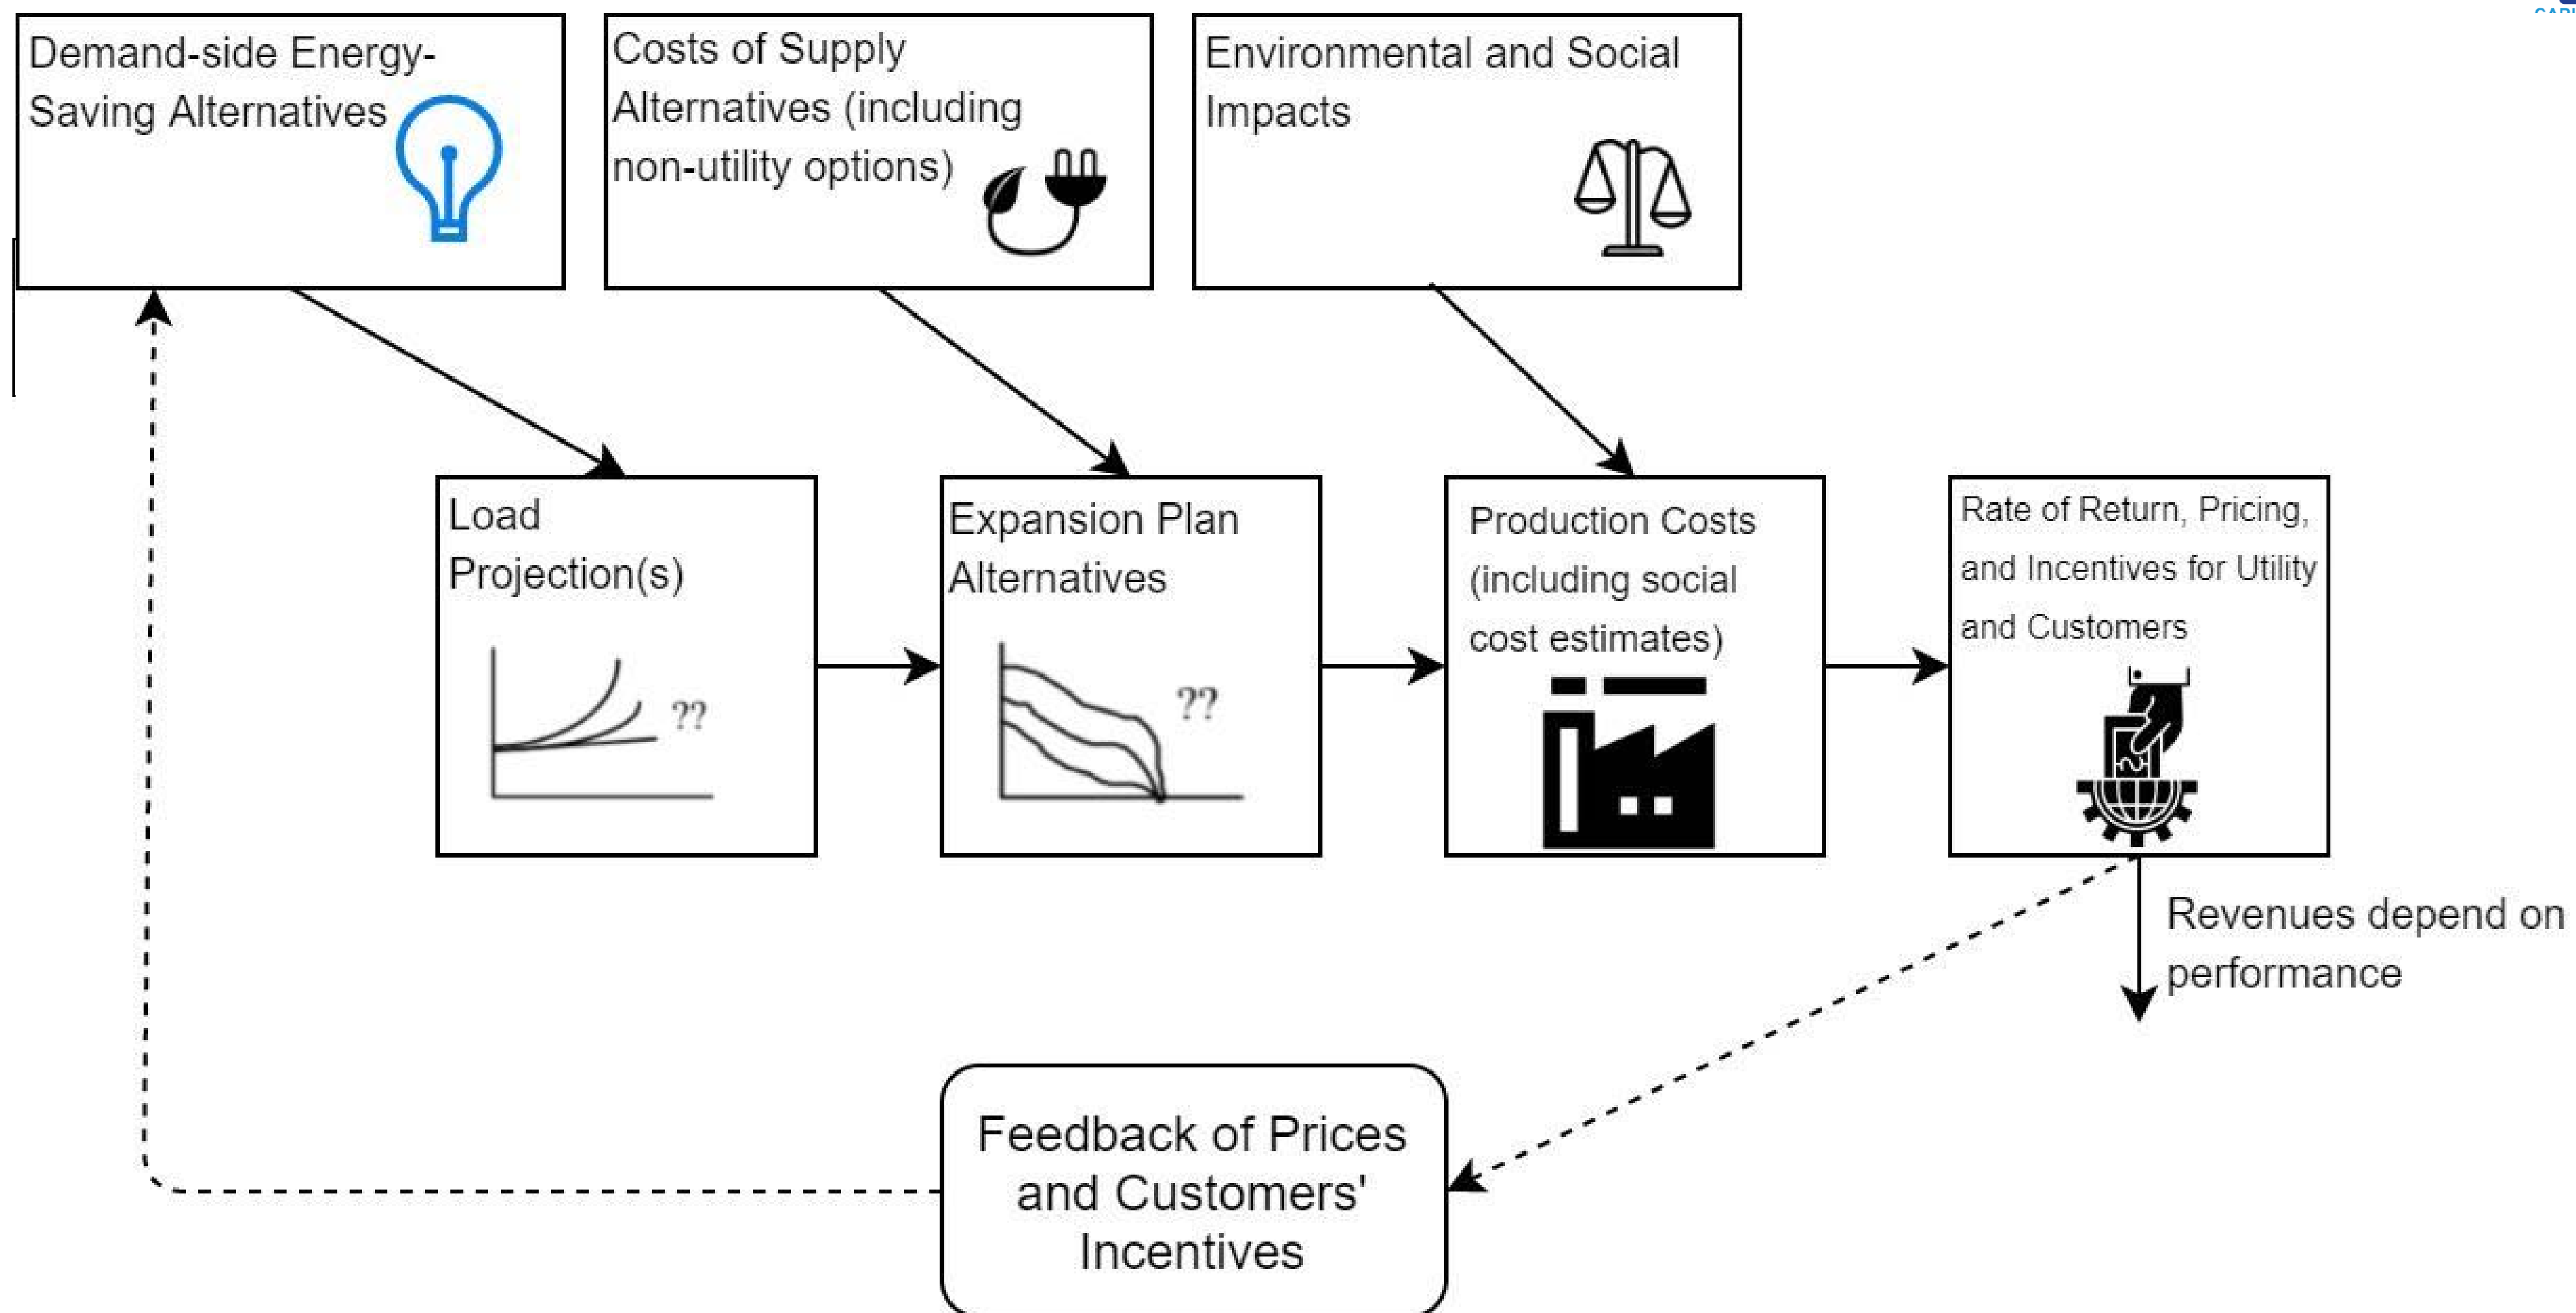 Demand-side Energy-
Saving Alternatives
Costs of Supply
Alternatives (including
non-utility options)
Environmental and Social
Impacts
Load
Projection(s)
??
Expansion Plan
Alternatives
??
Production Costs
(including social
cost estimates)
Rate of Return, Pricing,
and Incentives for Utility
and Customers
Revenues depend on
performance
Feedback of Prices
and Customers'
Incentives